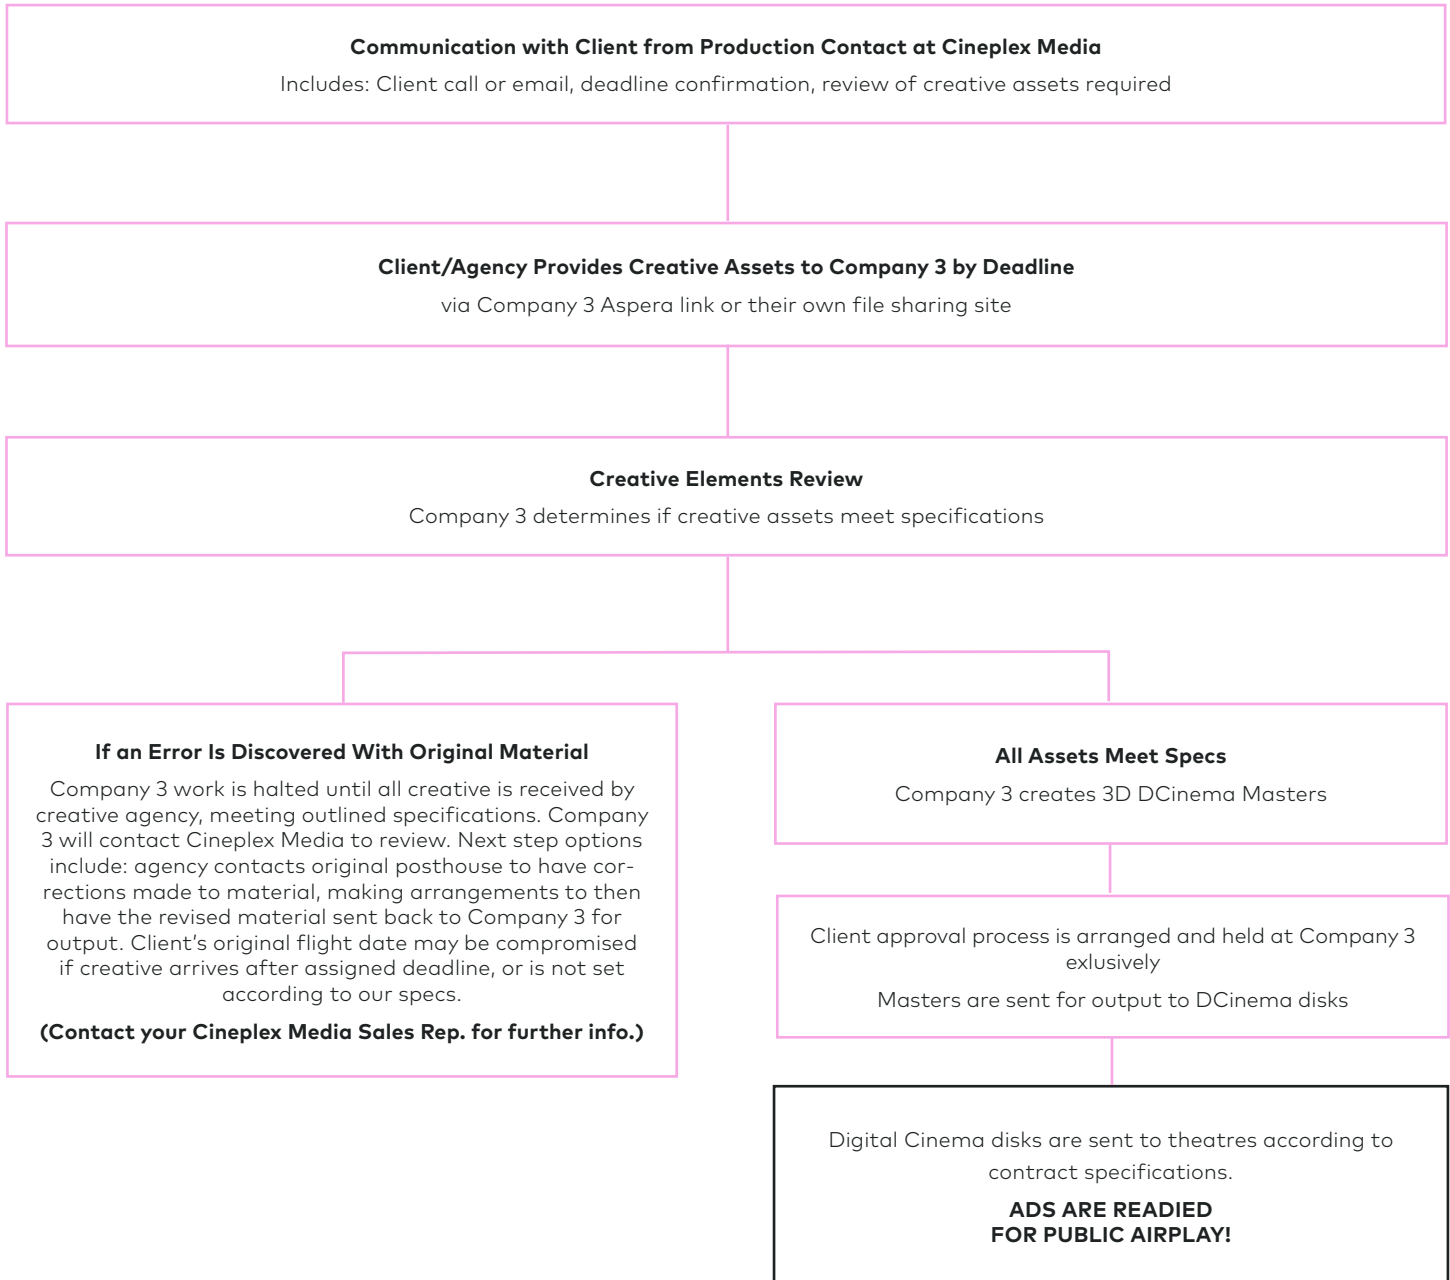 Communication with Client from Production Contact at Cineplex Media
Includes: Client call or email, deadline confirmation, review of creative assets required
Client/Agency Provides Creative Assets to Company 3 by Deadline
via Company 3 Aspera link or their own file sharing site
Creative Elements Review
Company 3 determines if creative assets meet specifications
If an Error Is Discovered With Original Material
Company 3 work is halted until all creative is received by
creative agency, meeting outlined specifications. Company
3 will contact Cineplex Media to review. Next step options
include: agency contacts original posthouse to have cor-
rections made to material, making arrangements to then
have the revised material sent back to Company 3 for
output. Client's original flight date may be compromised
if creative arrives after assigned deadline, or is not set
according to our specs.
(Contact your Cineplex Media Sales Rep. for further info.)
All Assets Meet Specs
Company 3 creates 3D DCinema Masters
Client approval process is arranged and held at Company 3
exlusively
Masters are sent for output to DCinema disks
Digital Cinema disks are sent to theatres according to
contract specifications.
ADS ARE READIED
FOR PUBLIC AIRPLAY!